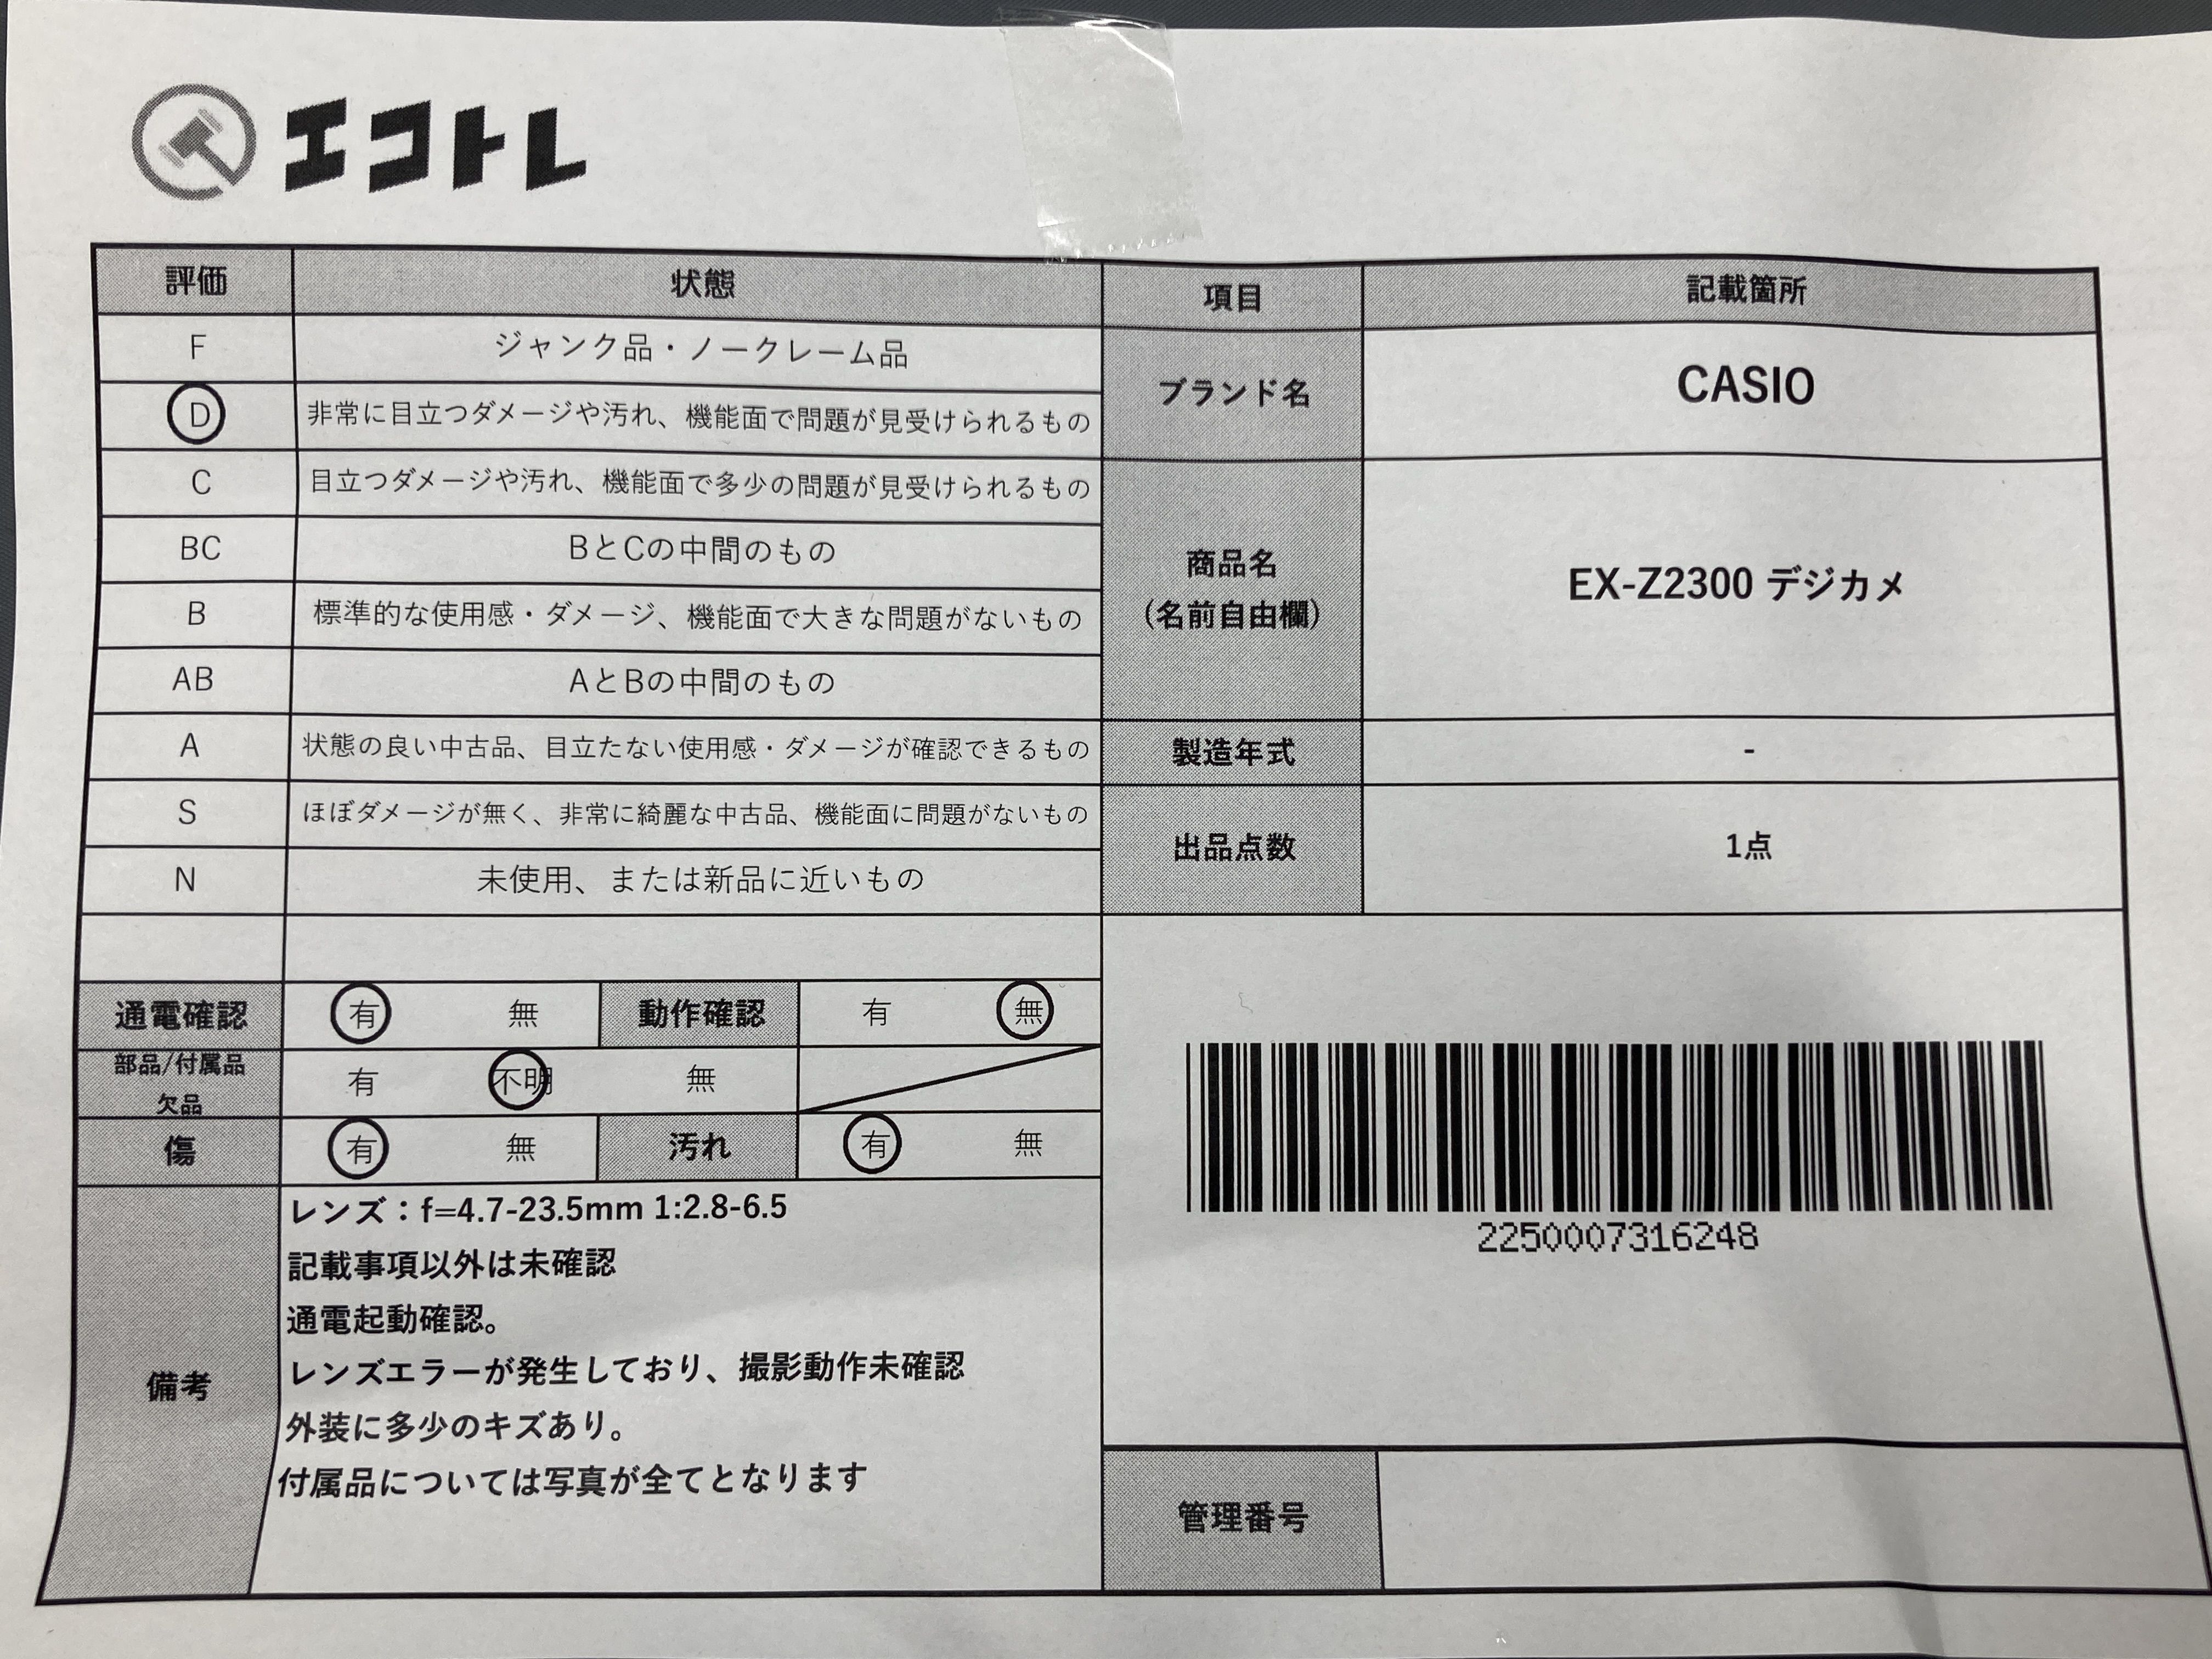 エコトレ
評価 状態
F ジャンク品・ノークレーム品
D 非常に目立つダメージや汚れ、機能面で問題が見受けられるもの
C 目立つダメージや汚れ、機能面で多少の問題が見受けられるもの
BC BとCの中間のもの
B 標準的な使用感・ダメージ、機能面で大きな問題がないもの
AB AとBの中間のもの
A 状態の良い中古品、目立たない使用感・ダメージが確認できるもの
S ほぼダメージが無く、非常に綺麗な中古品、機能面に問題がないもの
N 未使用、または新品に近いもの
通電確認 有 無 動作確認 有 無
部品/付属品
欠品 有 不明 無
傷 有 無 汚れ 有 無
備考
レンズ：f=4.7-23.5mm 1:2.8-6.5
記載事項以外は未確認
通電起動確認。
レンズエラーが発生しており、撮影動作未確認
外装に多少のキズあり。
付属品については写真が全てとなります
項目 記載箇所
ブランド名 CASIO
商品名
(名前自由欄) EX-Z2300 デジカメ
製造年式 -
出品点数 1点
2250007316248
管理番号